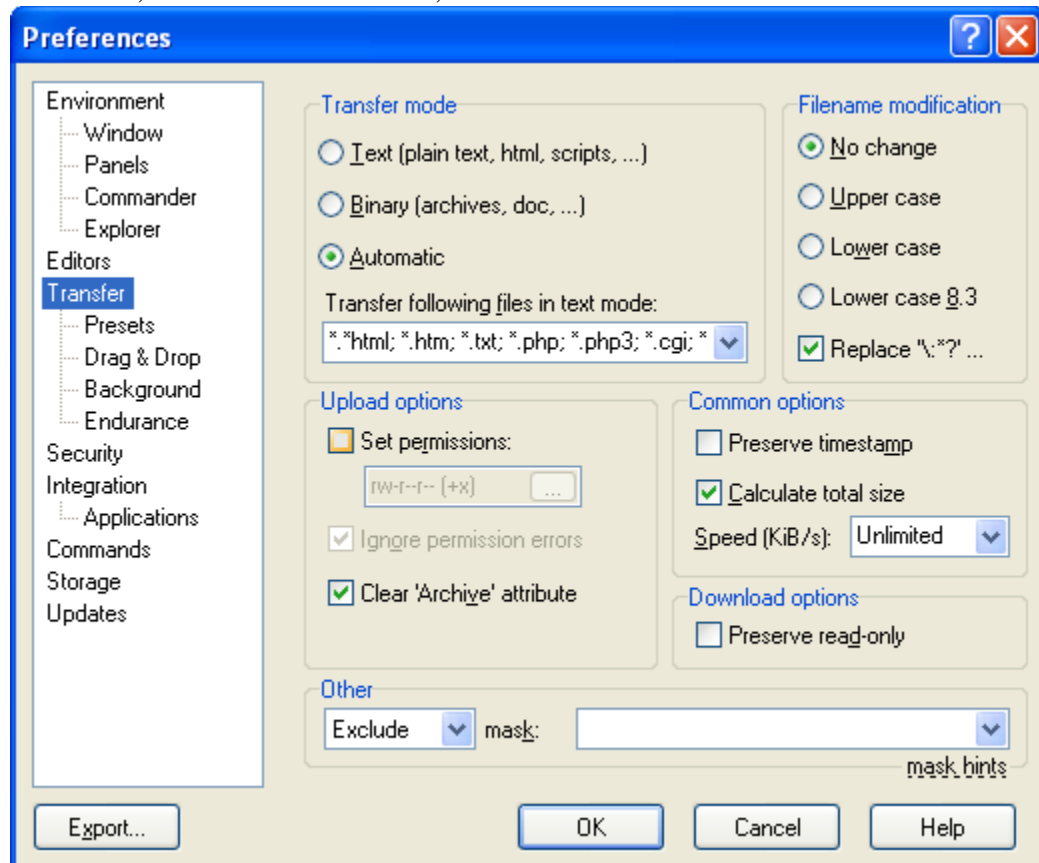 Preferences
Environment
Window
Panels
Commander
Explorer
Editors
Transfer
Presets
Drag & Drop
Background
Endurance
Security
Integration
Applications
Commands
Storage
Updates
Transfer mode
Text (plain text, html, scripts, ...)
Binary (archives, doc, ...)
Automatic
Transfer following files in text mode:
*.*html; *.htm; *.txt; *.php; *.php3; *.cgi; *
Filename modification
No change
Upper case
Lower case
Lower case 8.3
Replace '\:*?' ...
Upload options
Set permissions:
rw-r--r-- (+x) ...
Ignore permission errors
Clear 'Archive' attribute
Common options
Preserve timestamp
Calculate total size
Speed (KiB/s): Unlimited
Download options
Preserve read-only
Other
Exclude mask:
mask hints
Export... OK Cancel Help